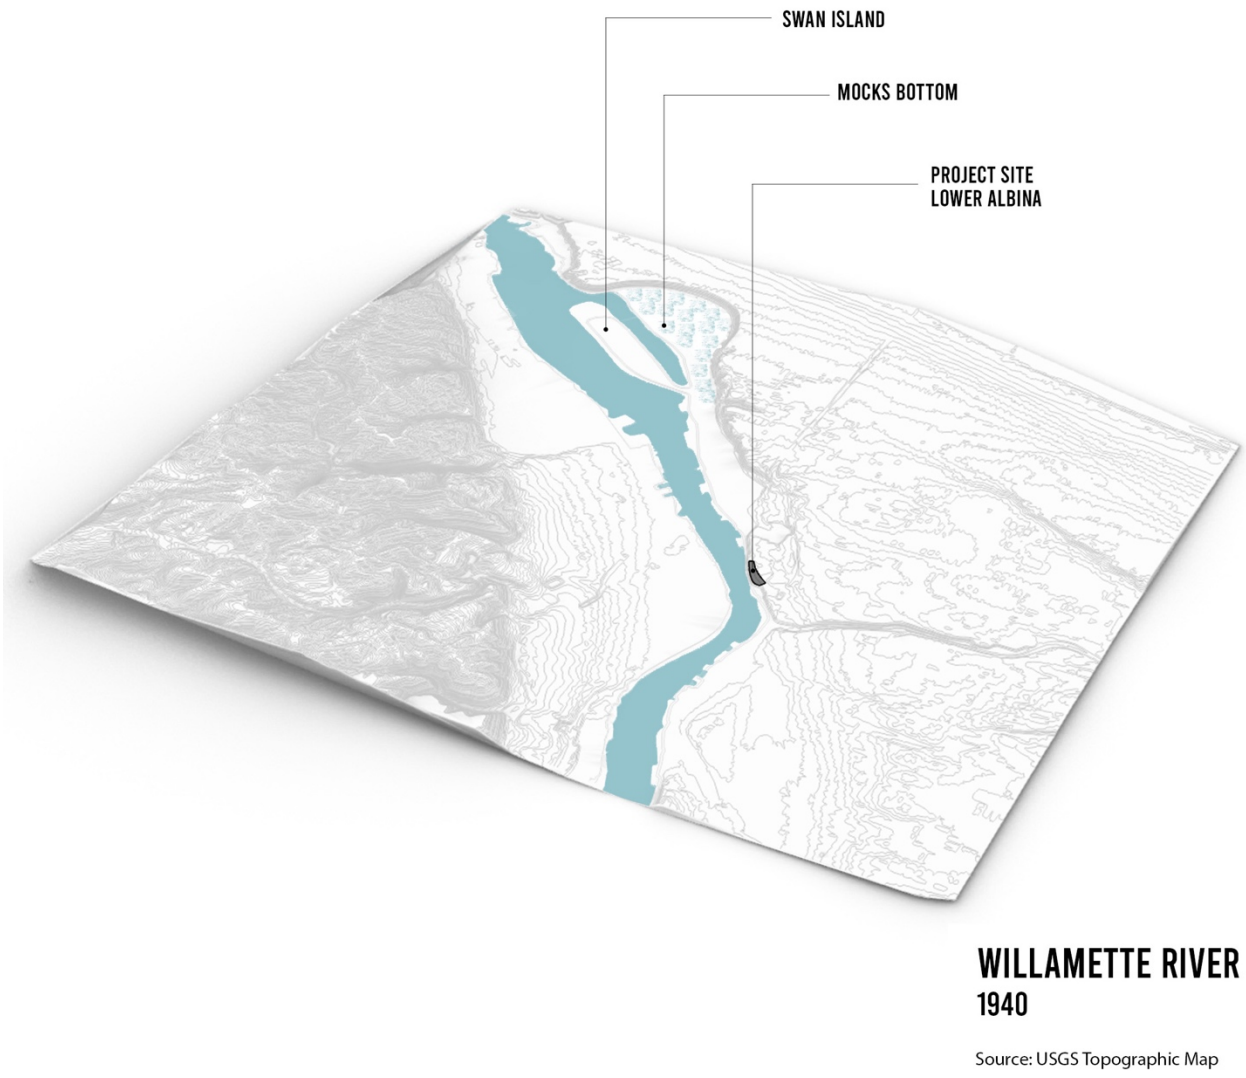 SWAN ISLAND
MOCKS BOTTOM
PROJECT SITE
LOWER ALBINA
WILLAMETTE RIVER
1940
Source: USGS Topographic Map